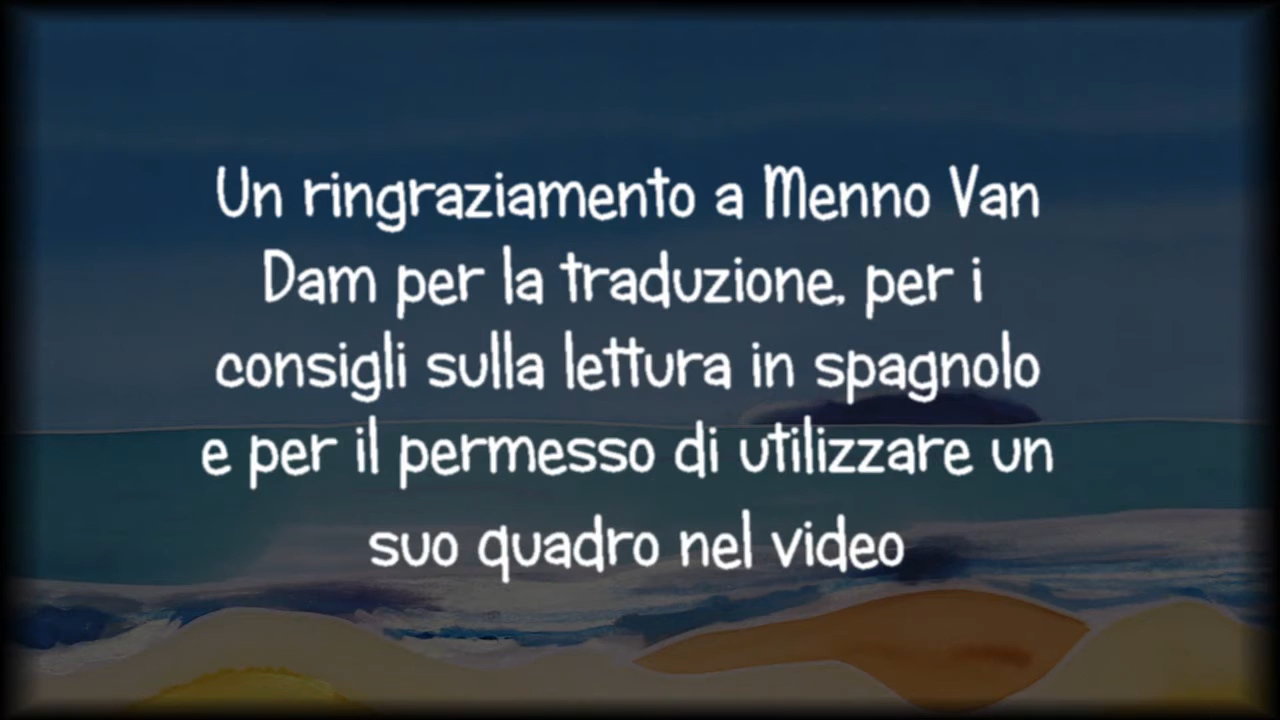 Un ringraziamento a Menno Van
Dam per la traduzione, per i
consigli sulla lettura in spagnolo
e per il permesso di utilizzare un
suo quadro nel video